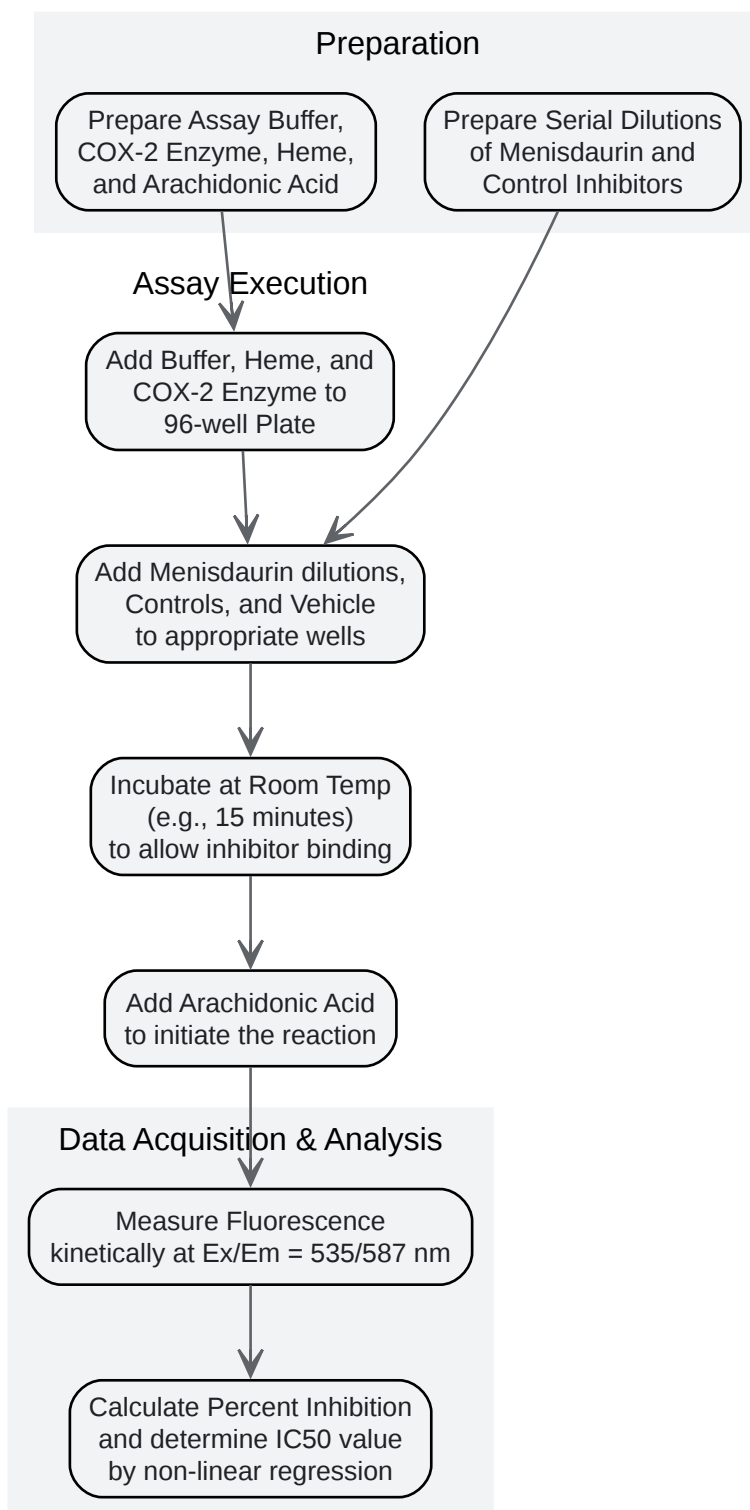 Preparation
Prepare Assay Buffer,
COX-2 Enzyme, Heme,
and Arachidonic Acid
Prepare Serial Dilutions
of Menisdaurin and
Control Inhibitors
Assay Execution
Add Buffer, Heme, and
COX-2 Enzyme to
96-well Plate
Add Menisdaurin dilutions,
Controls, and Vehicle
to appropriate wells
Incubate at Room Temp
(e.g., 15 minutes)
to allow inhibitor binding
Add Arachidonic Acid
to initiate the reaction
Data Acquisition & Analysis
Measure Fluorescence
kinetically at Ex/Em = 535/587 nm
Calculate Percent Inhibition
and determine IC50 value
by non-linear regression